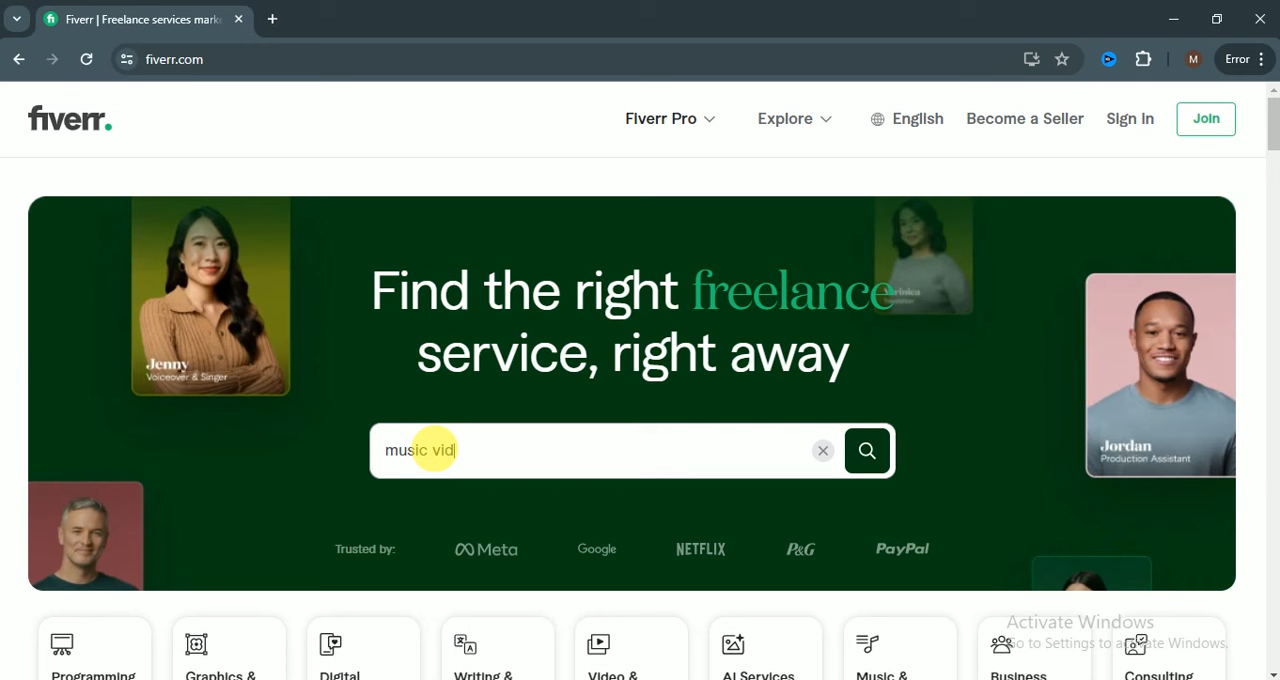 Fiverr | Freelance services mark
fiverr.com
M
Error
fiverr.
Fiverr Pro
Explore
English
Become a Seller
Sign in
Join
Find the right freelance
service, right away
Jenny
Voiceover & Singer
Jordan
Production Assistant
music vid
Trusted by:
Meta
Google
NETFLIX
P&G
PayPal
Activate Windows
Go to Settings to activate Windows.
Programming
Graphics &
Digital
Writing &
Video &
AI Services
Music &
Business
Consulting